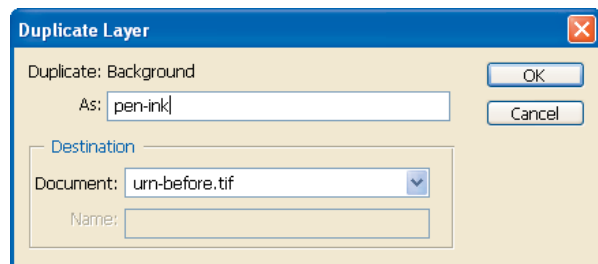 Duplicate Layer
Duplicate: Background
OK
As: pen-ink
Cancel
Destination
Document: urn-before.tif
Name: